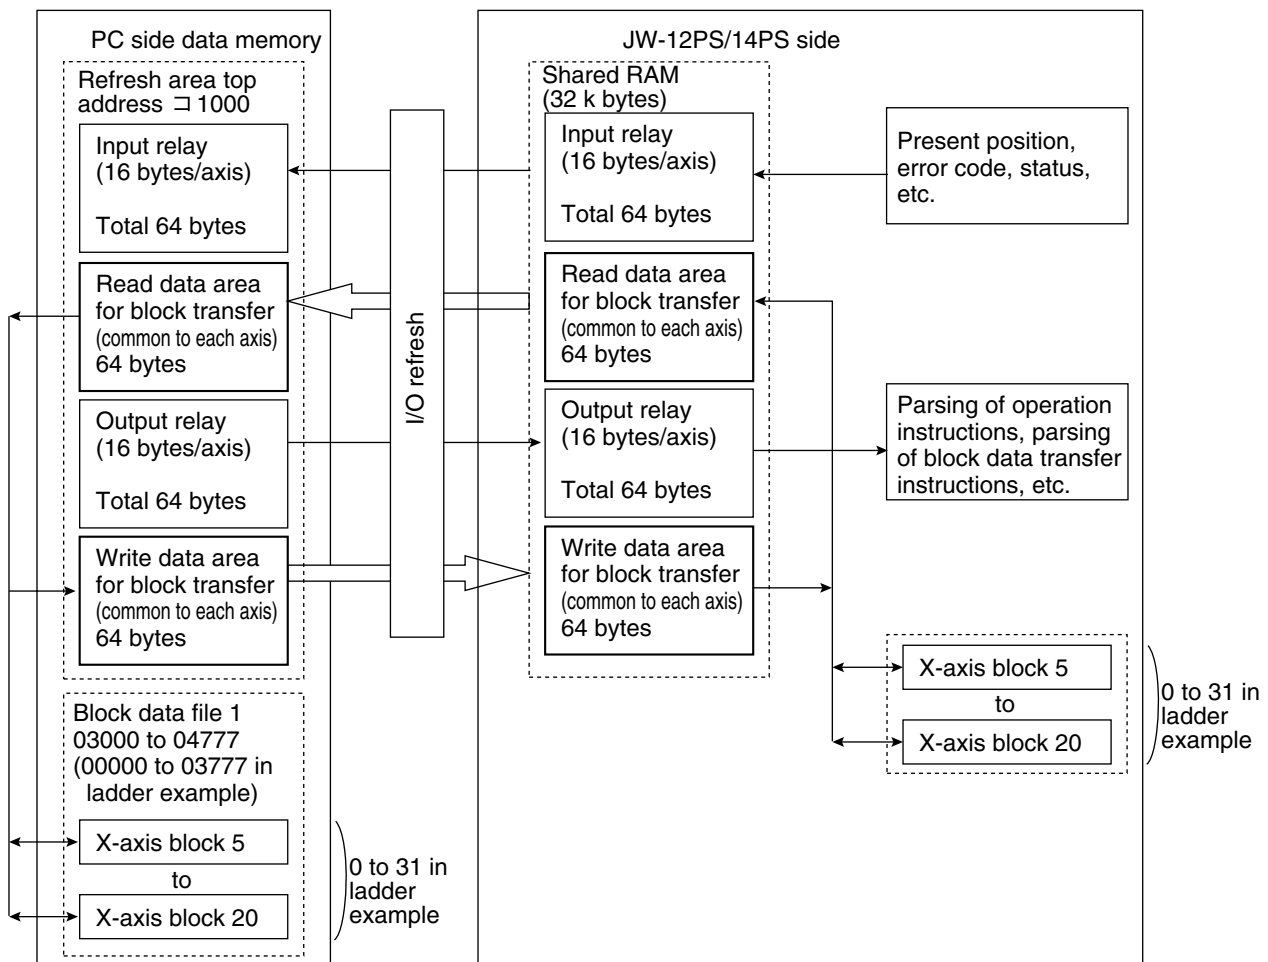 PC side data memory
Refresh area top
address コ 1000
Input relay
(16 bytes/axis)
Total 64 bytes
Read data area
for block transfer
(common to each axis)
64 bytes
Output relay
(16 bytes/axis)
Total 64 bytes
Write data area
for block transfer
(common to each axis)
64 bytes
Block data file 1
03000 to 04777
(00000 to 03777 in
ladder example)
X-axis block 5
to
X-axis block 20
0 to 31 in
ladder
example
I/O refresh
JW-12PS/14PS side
Shared RAM
(32 k bytes)
Input relay
(16 bytes/axis)
Total 64 bytes
Read data area
for block transfer
(common to each axis)
64 bytes
Output relay
(16 bytes/axis)
Total 64 bytes
Write data area
for block transfer
(common to each axis)
64 bytes
Present position,
error code, status,
etc.
Parsing of operation
instructions, parsing
of block data transfer
instructions, etc.
X-axis block 5
to
X-axis block 20
0 to 31 in
ladder
example